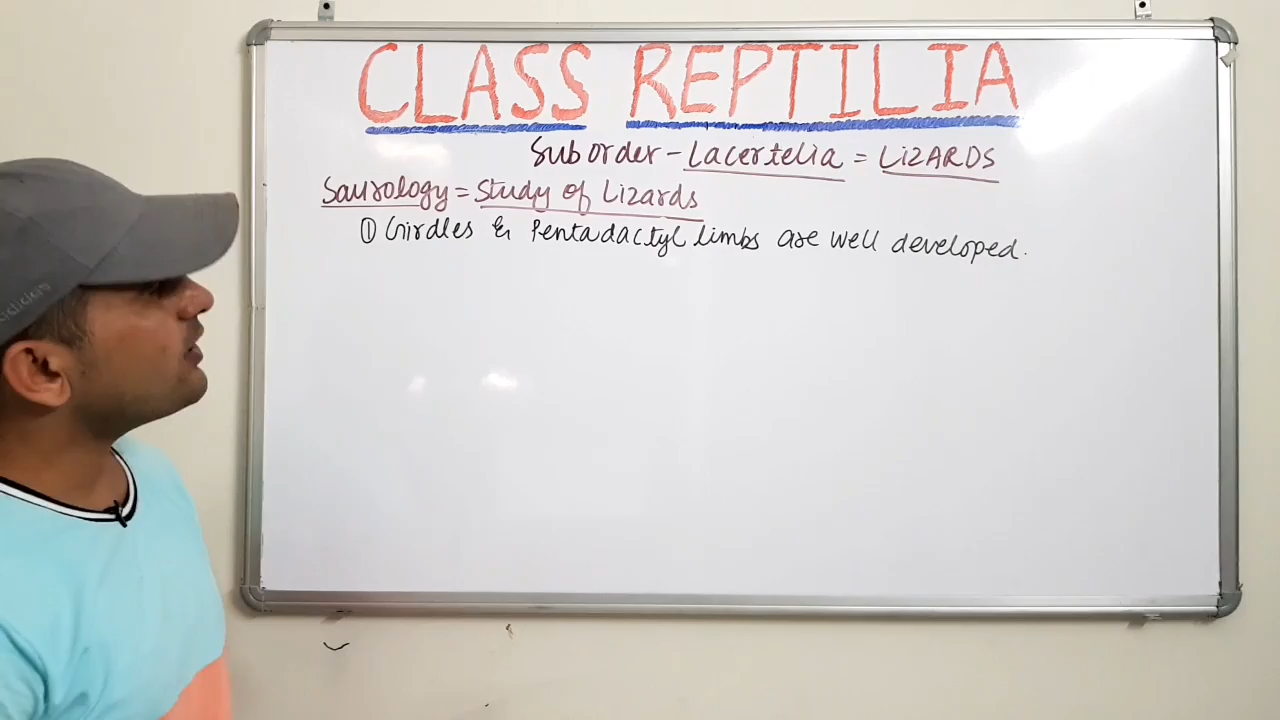 CLASS REPTILIA
Suborder - Lacertelia = LiZARDS
Saurology = Study of Lizards
① Girdles & Pentadactyl limbs are well developed.